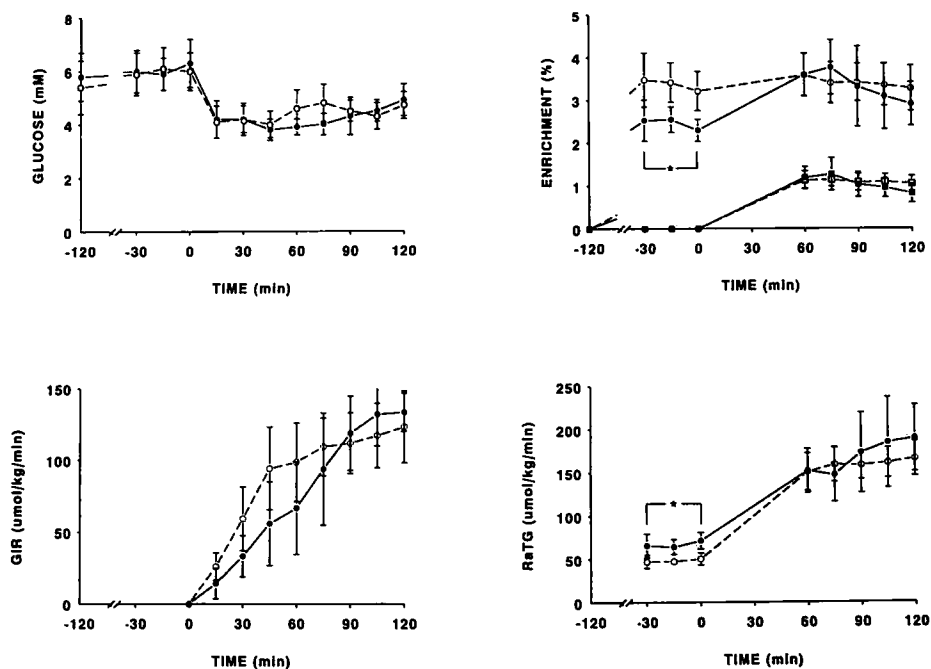 8
6
4
2
0
GLUCOSE (mM)
-120 -30 0 30 60 90 120
TIME (min)
5
4
3
2
1
0
ENRICHMENT (%)
*
-120 -30 0 30 60 90 120
TIME (min)
150
100
50
0
GIR (umol/kg/min)
-120 -30 0 30 60 90 120
TIME (min)
250
200
150
100
50
0
RaTG (umol/kg/min)
*
-120 -30 0 30 60 90 120
TIME (min)